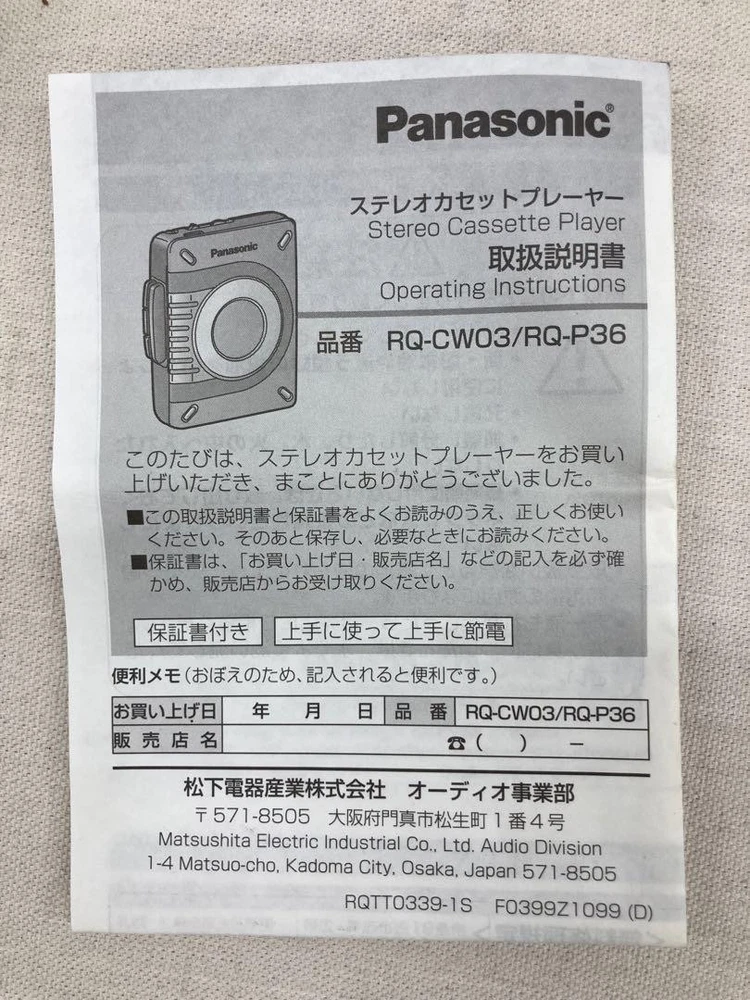 Panasonic®
ステレオカセットプレーヤー
Stereo Cassette Player
取扱説明書
Operating Instructions
Panasonic
品番 RQ-CW03/RQ-P36
このたびは、ステレオカセットプレーヤーをお買い
上げいただき、まことにありがとうございました。
■この取扱説明書と保証書をよくお読みのうえ、正しくお使い
ください。そのあと保存し、必要なときにお読みください。
■保証書は、「お買い上げ日・販売店名」などの記入を必ず確
かめ、販売店からお受け取りください。
保証書付き 上手に使って上手に節電
便利メモ(おぼえのため、記入されると便利です。)
お買い上げ日 年 月 日 品番 RQ-CW03/RQ-P36
販売店名 ☎( ) −
松下電器産業株式会社 オーディオ事業部
〒571-8505 大阪府門真市松生町1番4号
Matsushita Electric Industrial Co., Ltd. Audio Division
1-4 Matsuo-cho, Kadoma City, Osaka, Japan 571-8505
RQTT0339-1S F0399Z1099 (D)